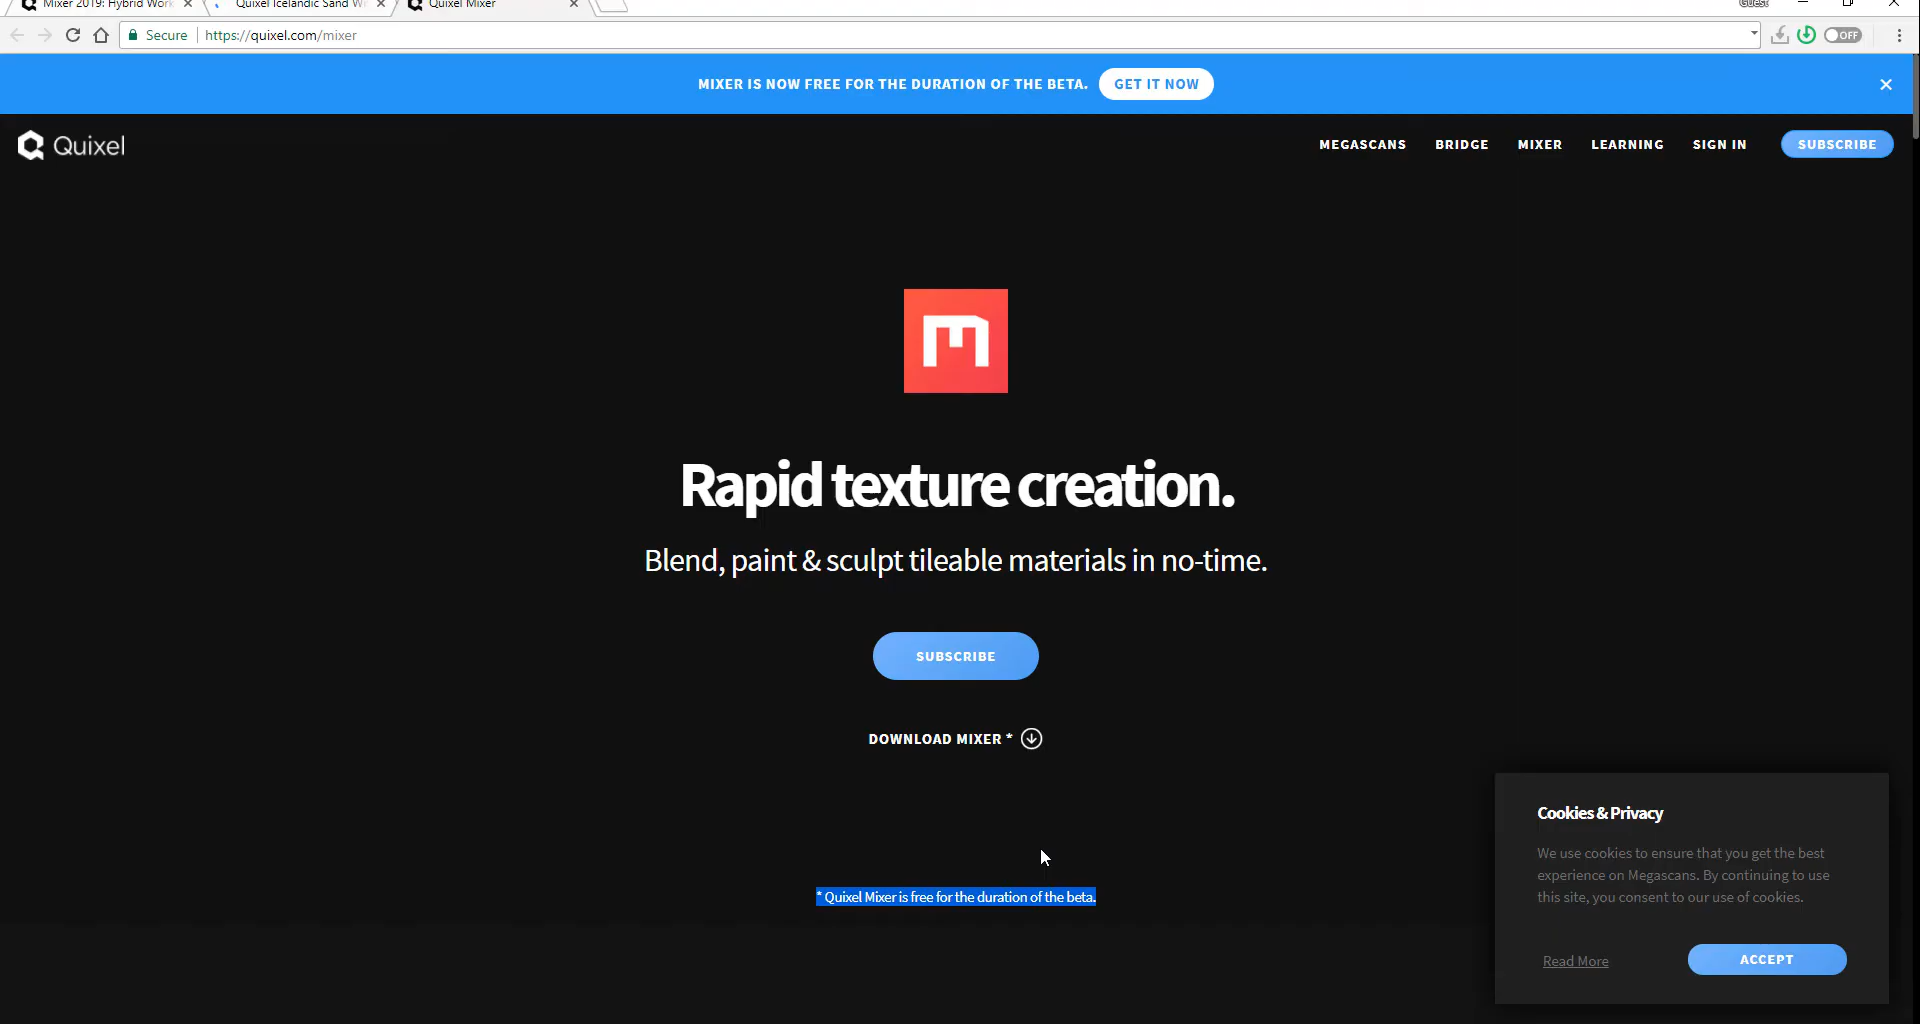 Mixer 2019: Hybrid Work
Quixel Icelandic Sand W
Quixel Mixer
Guest
Secure
https://quixel.com/mixer
OFF
MIXER IS NOW FREE FOR THE DURATION OF THE BETA.
GET IT NOW
Quixel
MEGASCANS
BRIDGE
MIXER
LEARNING
SIGN IN
SUBSCRIBE
Rapid texture creation.
Blend, paint & sculpt tileable materials in no-time.
SUBSCRIBE
DOWNLOAD MIXER *
* Quixel Mixer is free for the duration of the beta.
Cookies & Privacy
We use cookies to ensure that you get the best
experience on Megascans. By continuing to use
this site, you consent to our use of cookies.
Read More
ACCEPT